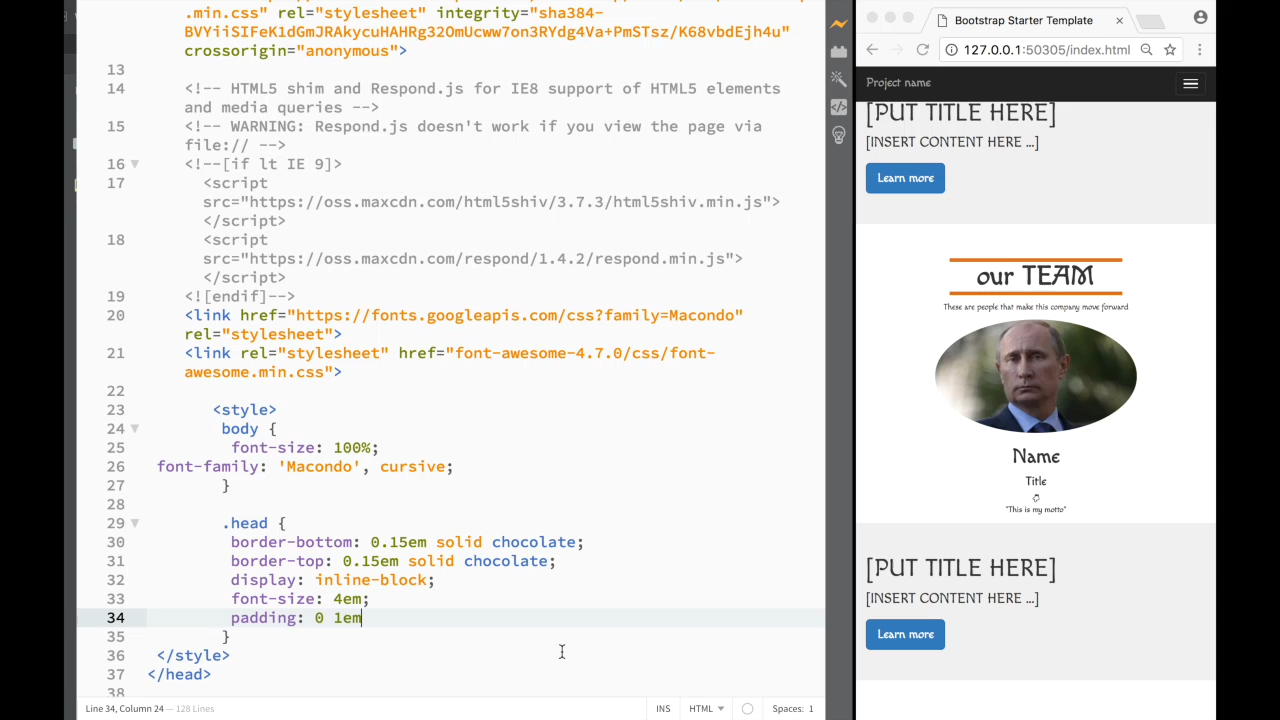 .min.css" rel="stylesheet" integrity="sha384-
BVYiiSIFeK1dGmJRAkycuHAHRg32OmUcww7on3RYdg4Va+PmSTsz/K68vbdEjh4u"
crossorigin="anonymous">
13
14 <!-- HTML5 shim and Respond.js for IE8 support of HTML5 elements
and media queries -->
15 <!-- WARNING: Respond.js doesn't work if you view the page via
file:// -->
16 <!--[if lt IE 9]>
17 <script
src="https://oss.maxcdn.com/html5shiv/3.7.3/html5shiv.min.js">
</script>
18 <script
src="https://oss.maxcdn.com/respond/1.4.2/respond.min.js">
</script>
19 <![endif]-->
20 <link href="https://fonts.googleapis.com/css?family=Macondo"
rel="stylesheet">
21 <link rel="stylesheet" href="font-awesome-4.7.0/css/font-
awesome.min.css">
22
23 <style>
24 body {
25 font-size: 100%;
26 font-family: 'Macondo', cursive;
27 }
28
29 .head {
30 border-bottom: 0.15em solid chocolate;
31 border-top: 0.15em solid chocolate;
32 display: inline-block;
33 font-size: 4em;
34 padding: 0 1em
35 }
36 </style>
37 </head>
38
Line 34, Column 24 — 128 Lines
INS
HTML
Spaces: 1
Bootstrap Starter Template
127.0.0.1:50305/index.html
Project name
[PUT TITLE HERE]
[INSERT CONTENT HERE ...]
Learn more
our TEAM
These are people that make this company move forward
Name
Title
"This is my motto"
[PUT TITLE HERE]
[INSERT CONTENT HERE ...]
Learn more